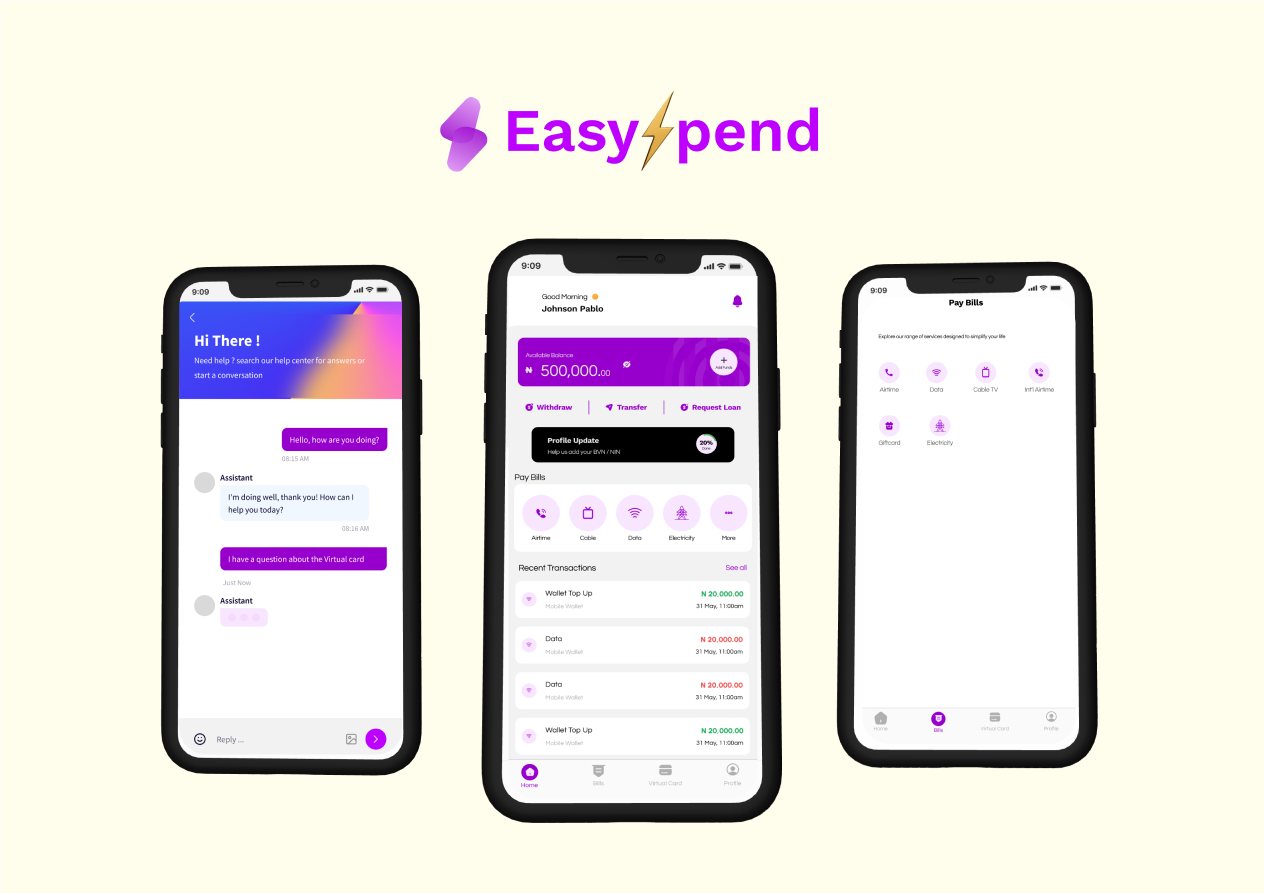 Easy⚡pend
9:09
Hi There !
Need help ? search our help center for answers or
start a conversation
Hello, how are you doing?
08:15 AM
Assistant
I'm doing well, thank you! How can I
help you today?
08:16 AM
I have a question about the Virtual card
Just Now
Assistant
Reply ...
9:09
Good Morning
Johnson Pablo
Available Balance
₦ 500,000.00
Add Funds
Withdraw
Transfer
Request Loan
Profile Update
Help us add your BVN / NIN
20%
Done
Pay Bills
Airtime
Cable
Data
Electricity
More
Recent Transactions
See all
Wallet Top Up
N 20,000.00
Mobile Wallet
31 May, 11:00am
Data
N 20,000.00
Mobile Wallet
31 May, 11:00am
Data
N 20,000.00
Mobile Wallet
31 May, 11:00am
Wallet Top Up
N 20,000.00
Mobile Wallet
31 May, 11:00am
Home
Bills
Virtual Card
Profile
9:09
Pay Bills
Explore our range of services designed to simplify your life
Airtime
Data
Cable TV
Int'l Airtime
Giftcard
Electricity
Home
Bills
Virtual Card
Profile